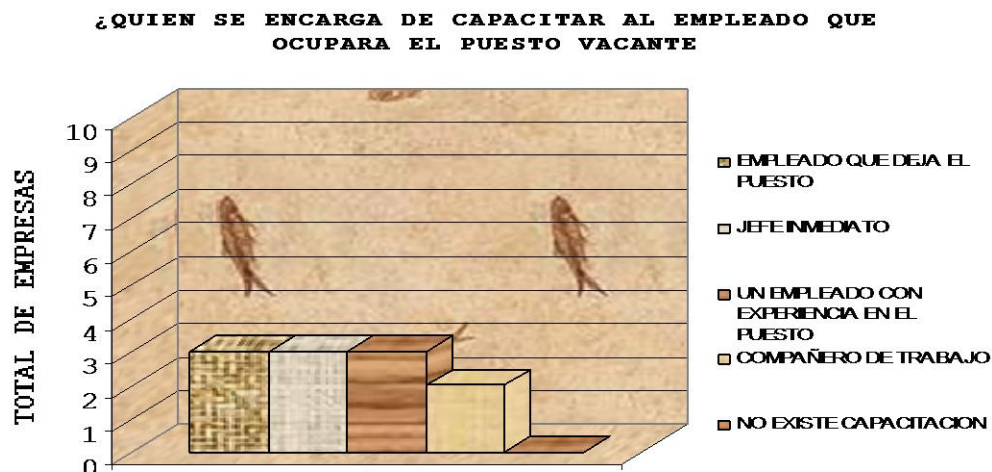 ¿QUIEN SE ENCARGA DE CAPACITAR AL EMPLEADO QUE
OCUPARA EL PUESTO VACANTE
TOTAL DE EMPRESAS
10
9
8
7
6
5
4
3
2
1
0
EMPLEADO QUE DEJA EL
PUESTO
JEFE INMEDIATO
UN EMPLEADO CON
EXPERIENCIA EN EL
PUESTO
COMPAÑERO DE TRABAJO
NO EXISTE CAPACITACION